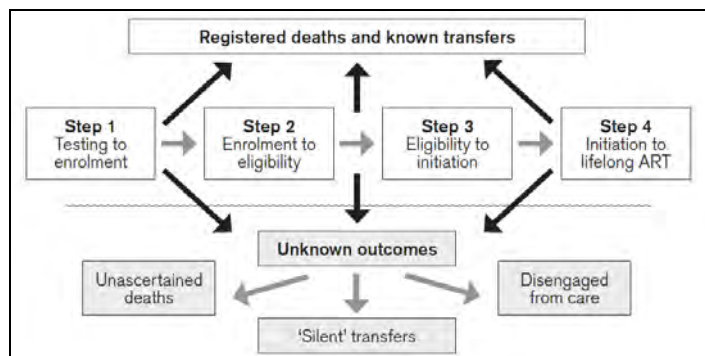 Registered deaths and known transfers
Step 1
Testing to
enrolment
Step 2
Enrolment to
eligibility
Step 3
Eligibility to
initiation
Step 4
Initiation to
lifelong ART
Unknown outcomes
Unascertained
deaths
'Silent' transfers
Disengaged
from care